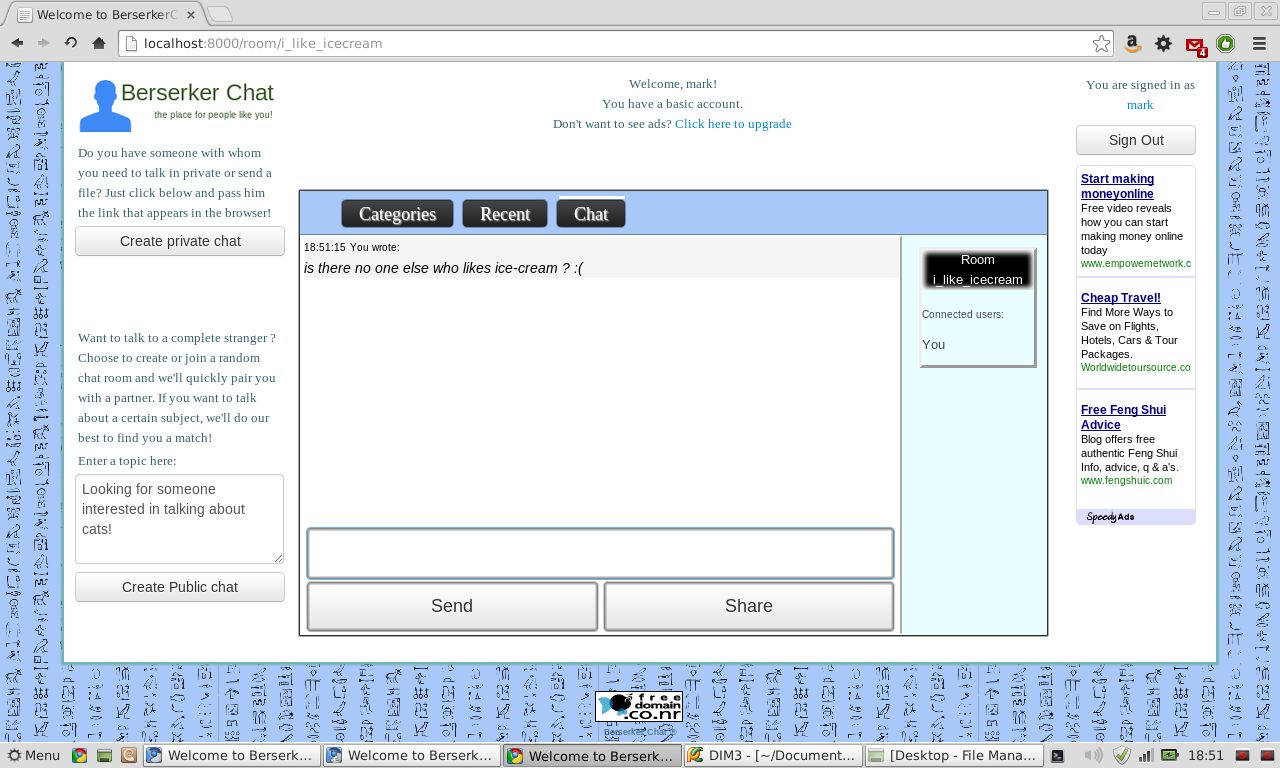 Welcome to BerserkerC
localhost:8000/room/i_like_icecream
4
Berserker Chat
the place for people like you!
Do you have someone with whom
you need to talk in private or send a
file? Just click below and pass him
the link that appears in the browser!
Create private chat
Want to talk to a complete stranger ?
Choose to create or join a random
chat room and we'll quickly pair you
with a partner. If you want to talk
about a certain subject, we'll do our
best to find you a match!
Enter a topic here:
Looking for someone
interested in talking about
cats!
Create Public chat
Welcome, mark!
You have a basic account.
Don't want to see ads? Click here to upgrade
Categories
Recent
Chat
18:51:15 You wrote:
is there no one else who likes ice-cream ? :(
Send
Share
Room
i_like_icecream
Connected users:
You
You are signed in as
mark
Sign Out
Start making
moneyonline
Free video reveals
how you can start
making money online
today
www.empowernetwork.c
Cheap Travel!
Find More Ways to
Save on Flights,
Hotels, Cars & Tour
Packages.
Worldwidetoursource.co
Free Feng Shui
Advice
Blog offers free
authentic Feng Shui
Info, advice, q & a's.
www.fengshuic.com
Speedy Ads
free
domain
.co.nr
Berserker Chat ©
Menu
Welcome to Berserk...
Welcome to Berserk...
Welcome to Berserk...
DIM3 - [~/Document...
[Desktop - File Mana...
18:51